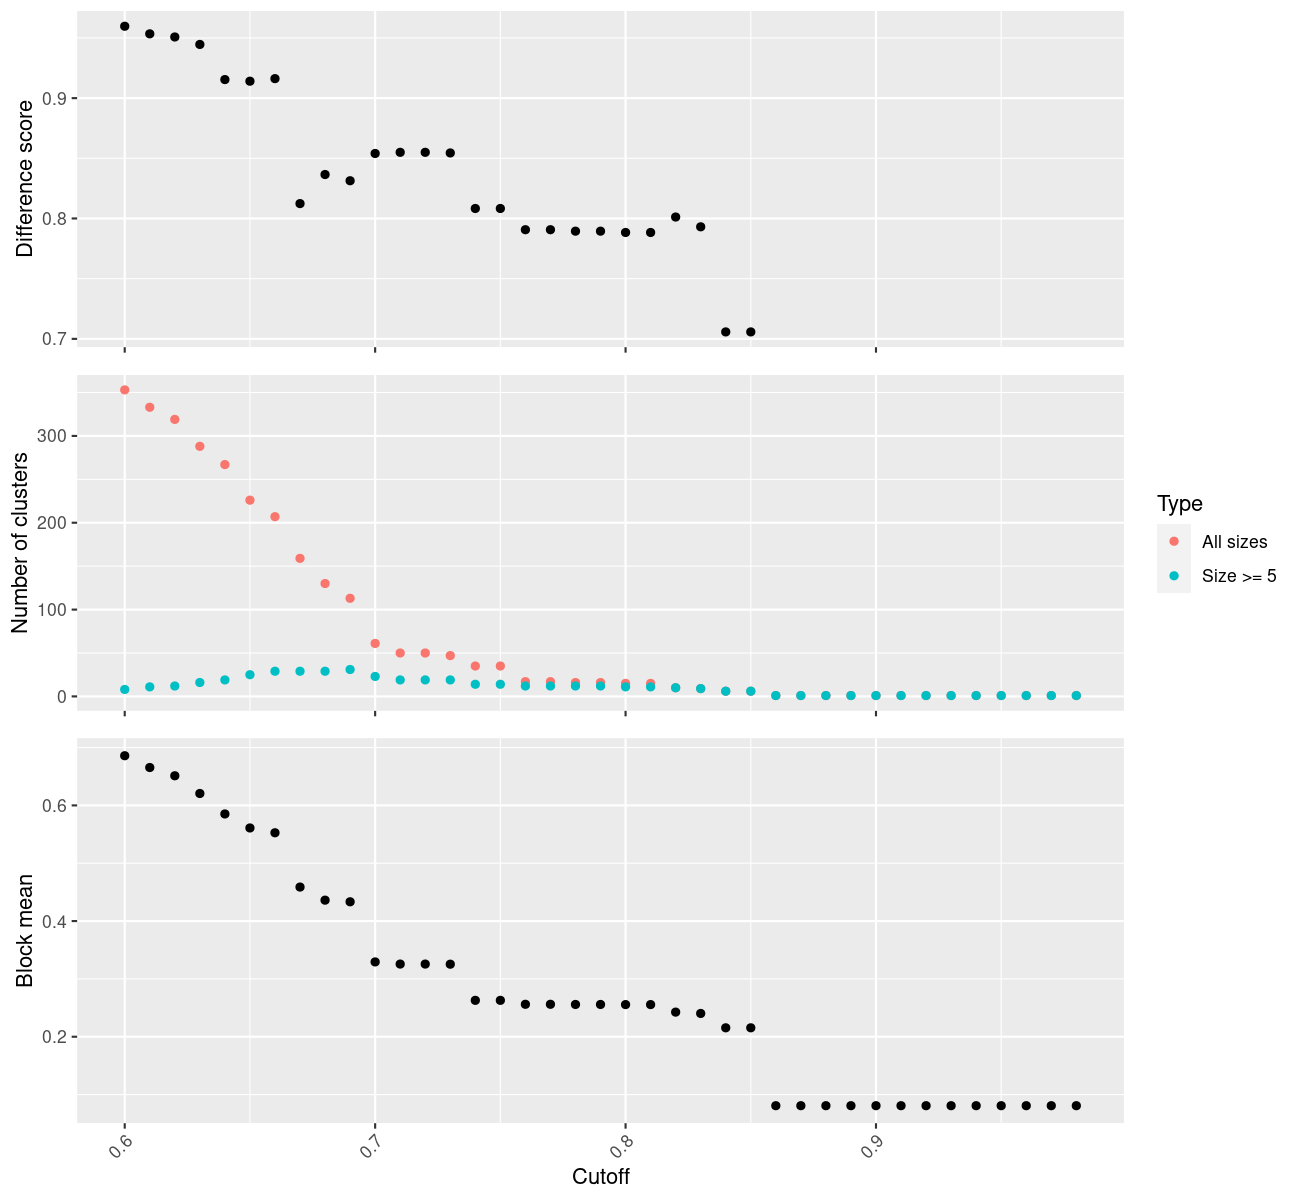 Difference score
0.9
0.8
0.7
Number of clusters
300
200
100
0
Type
All sizes
Size >= 5
Block mean
0.6
0.4
0.2
0.6
0.7
0.8
0.9
Cutoff